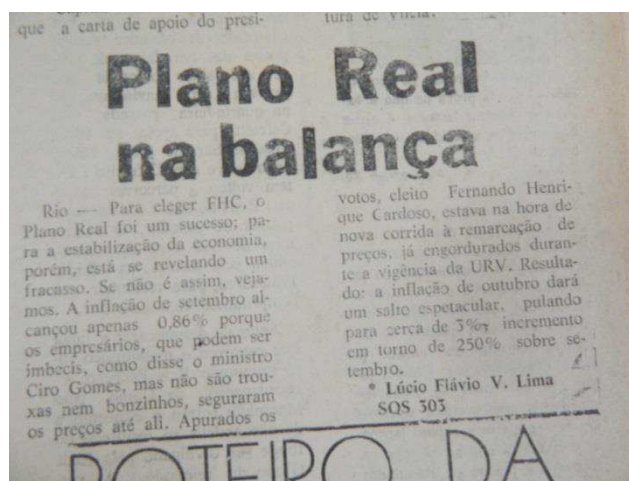 que a carta de apoio do presi-
Plano Real
na balança
Rio — Para eleger FHC, o
Plano Real foi um sucesso; pa-
ra a estabilização da economia,
porém, está se revelando um
fracasso. Se não é assim, veja-
mos. A inflação de setembro al-
cançou apenas 0,86% porque
os empresários, que podem ser
imbecis, como disse o ministro
Ciro Gomes, mas não são trou-
xas nem bonzinhos, seguraram
os preços até ali. Apurados os
votos, eleito Fernando Henri-
que Cardoso, estava na hora de
nova corrida à remarcação de
preços, já engordurados duran-
te a vigência da URV. Resulta-
do: a inflação de outubro dará
um salto espetacular, pulando
para cerca de 3%, incremento
em torno de 250% sobre se-
tembro.
* Lúcio Flávio V. Lima
SQS 303
ROTEIRO DA